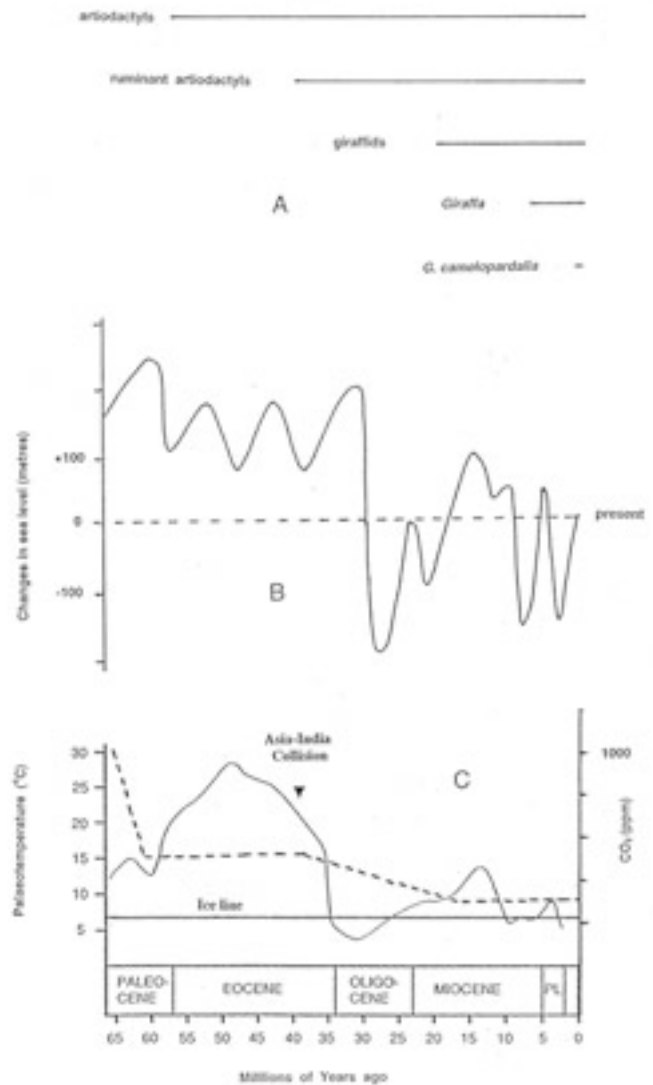 artiodactyls
ruminant artiodactyls
giraffids
A
Giraffa
G. camelopardalis
Changes in sea level (metres)
+100
0
present
-100
B
Asia-India
Collision
C
Palaeotemperature (°C)
30
25
20
15
10
5
1000
CO₂ (ppm)
Ice line
PALEO-
CENE
EOCENE
OLIGO-
CENE
MIOCENE
PL
65 60 55 50 45 40 35 30 25 20 15 10 5 0
Millions of Years ago